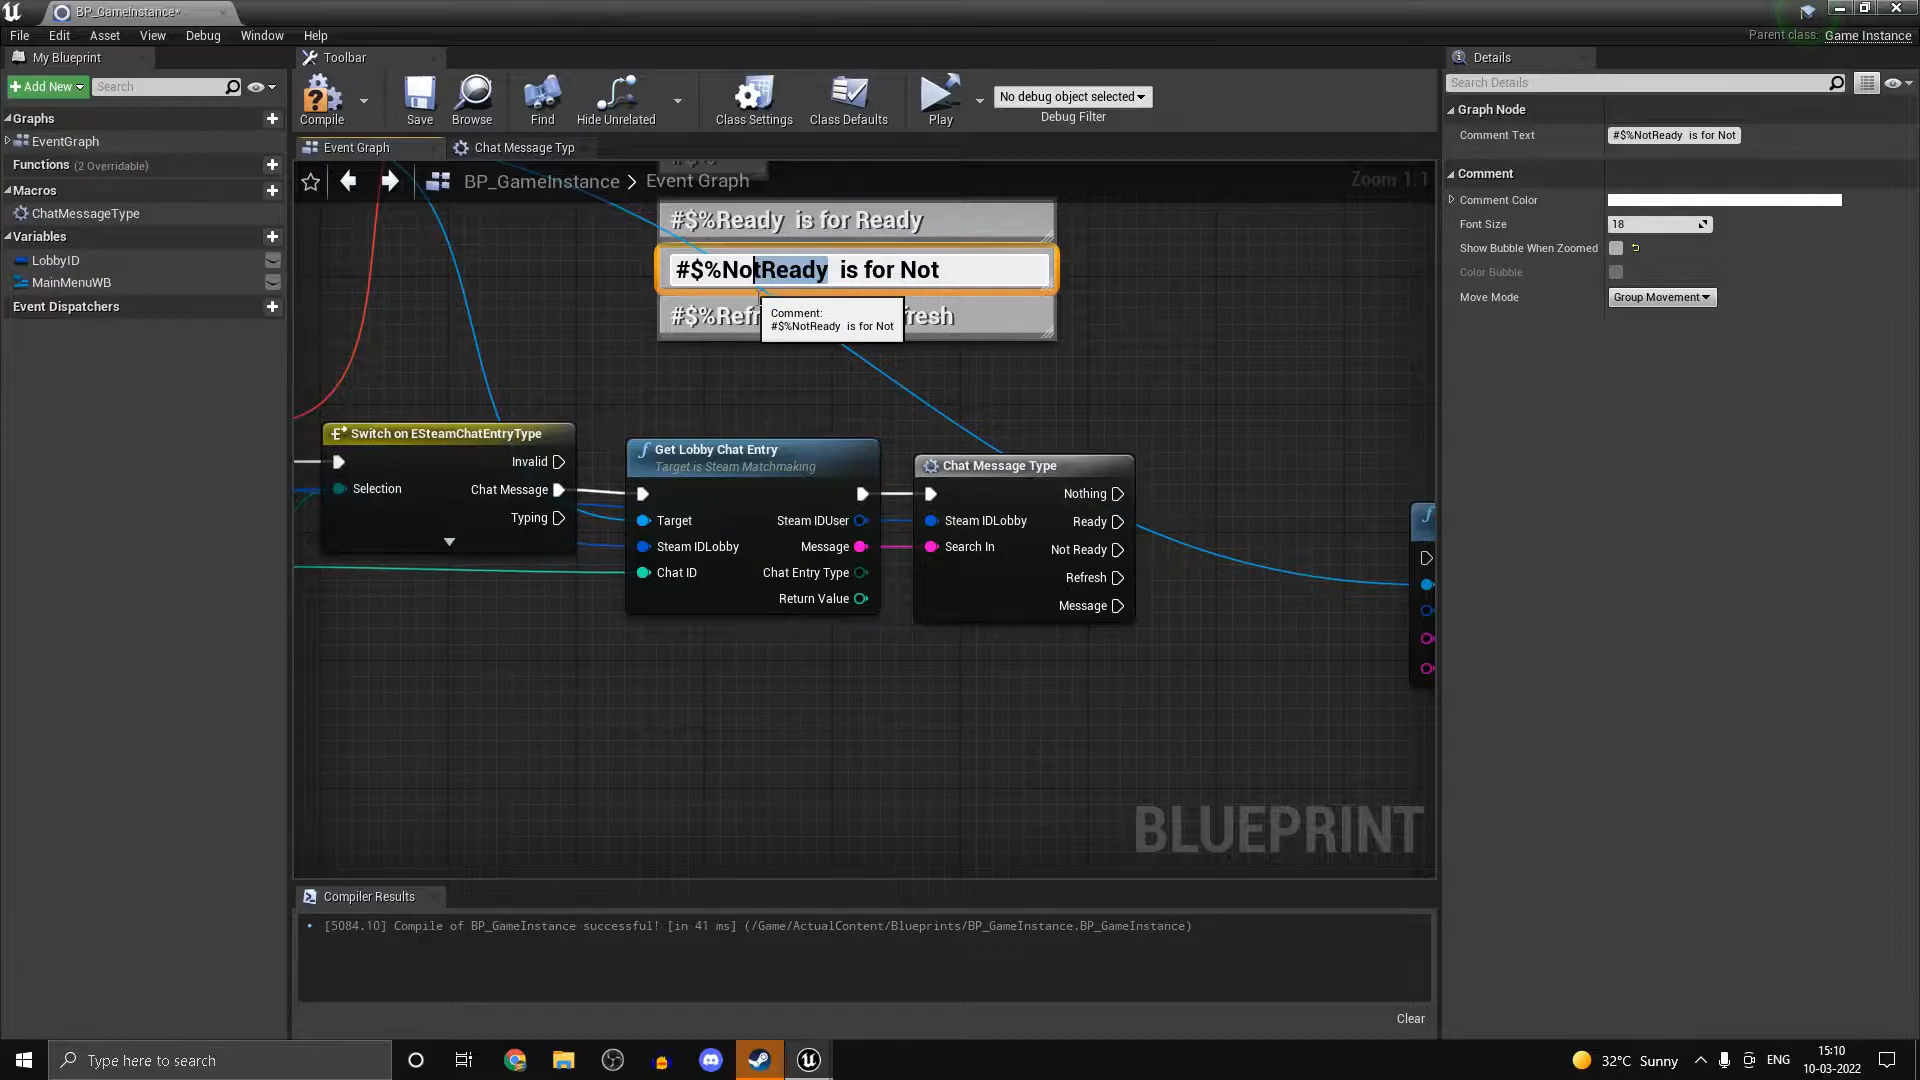 BP_GameInstance*
File Edit Asset View Debug Window Help
Parent class: Game Instance
My Blueprint
Add New
Search
Graphs
EventGraph
Functions (2 Overridable)
Macros
ChatMessageType
Variables
LobbyID
MainMenuWB
Event Dispatchers
Toolbar
Compile
Save
Browse
Find
Hide Unrelated
Class Settings
Class Defaults
Play
No debug object selected
Debug Filter
Event Graph
Chat Message Typ
BP_GameInstance > Event Graph
Zoom 1:1
#$%Ready  is for Ready
#$%NotReady  is for Not
#$%Refr
fresh
Comment:
#$%NotReady  is for Not
Switch on ESteamChatEntryType
Invalid
Selection
Chat Message
Typing
Get Lobby Chat Entry
Target is Steam Matchmaking
Target
Steam IDUser
Steam IDLobby
Message
Chat ID
Chat Entry Type
Return Value
Chat Message Type
Nothing
Steam IDLobby
Ready
Search In
Not Ready
Refresh
Message
BLUEPRINT
Compiler Results
[5084.10] Compile of BP_GameInstance successful! [in 41 ms] (/Game/ActualContent/Blueprints/BP_GameInstance.BP_GameInstance)
Clear
Details
Search Details
Graph Node
Comment Text
#$%NotReady  is for Not
Comment
Comment Color
Font Size
18
Show Bubble When Zoomed
Color Bubble
Move Mode
Group Movement
Type here to search
32°C Sunny
ENG
15:10
10-03-2022